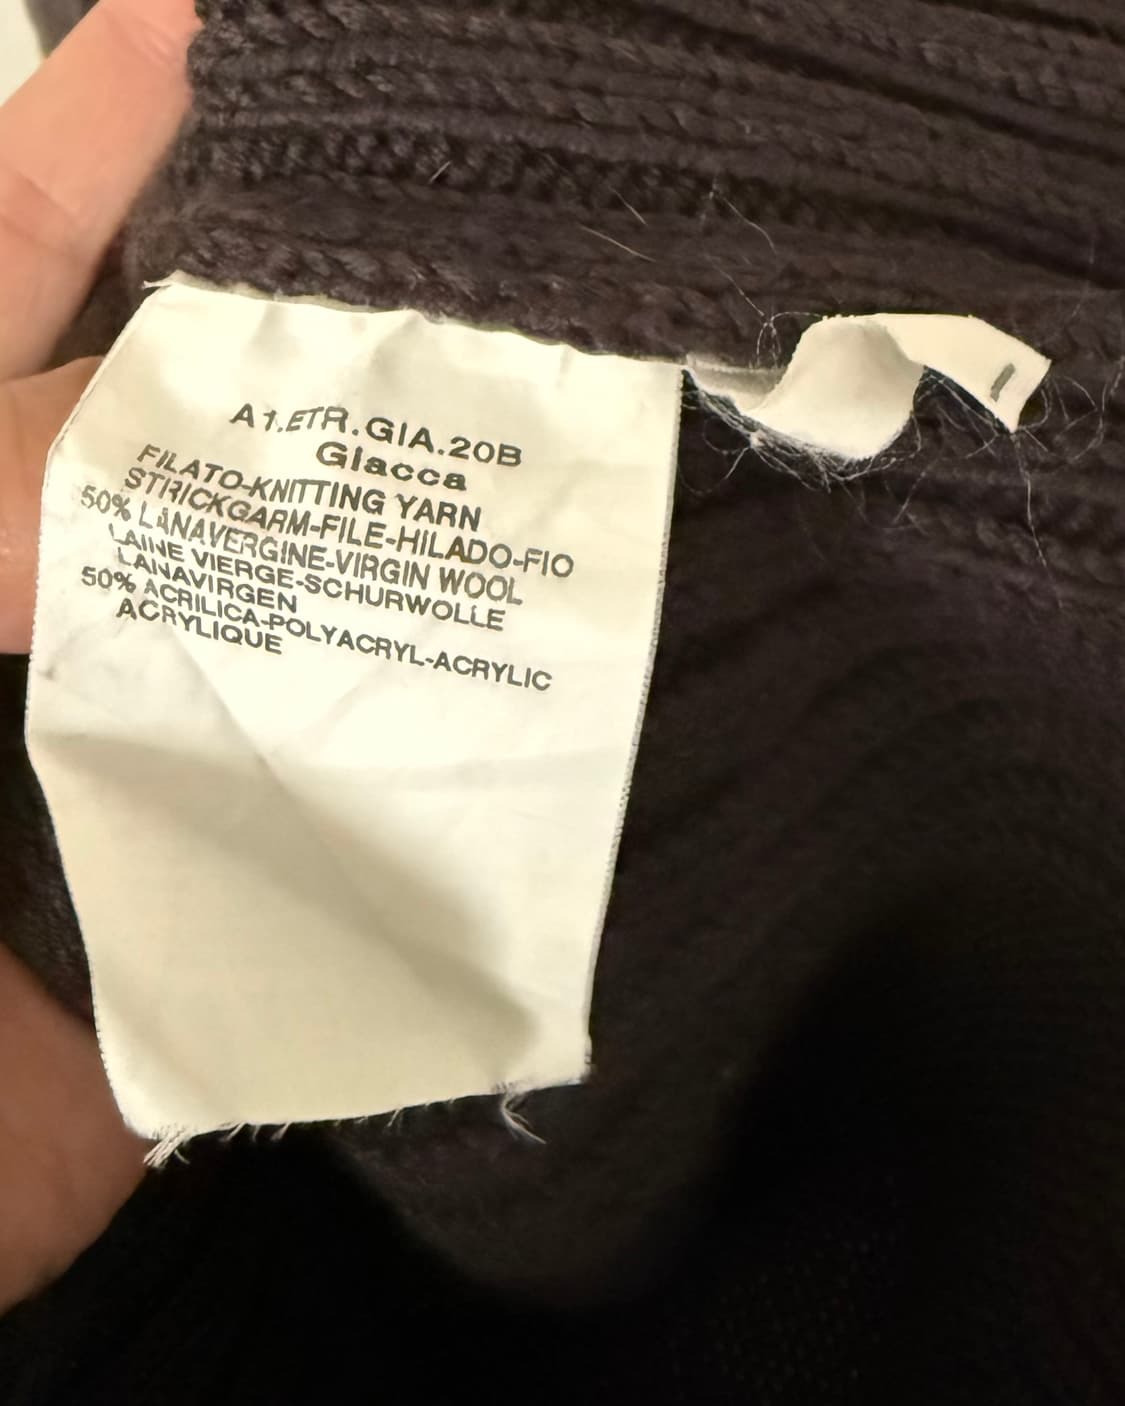 A1.ETR.GIA.20B
Giacca
FILATO-KNITTING YARN
STRICKGARM-FILE-HILADO-FIO
50% LANAVERGINE-VIRGIN WOOL
LAINE VIERGE-SCHURWOLLE
LANAVIRGEN
50% ACRILICA-POLYACRYL-ACRYLIC
ACRYLIQUE